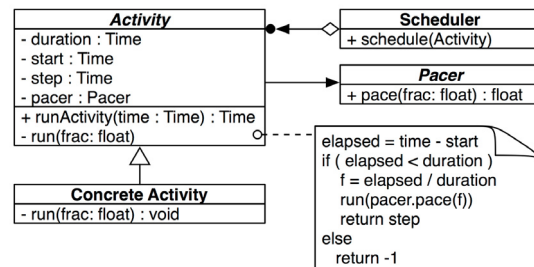 Activity
- duration : Time
- start : Time
- step : Time
- pacer : Pacer
+ runActivity(time : Time) : Time
- run(frac: float)
Scheduler
+ schedule(Activity)
Pacer
+ pace(frac: float) : float
Concrete Activity
- run(frac: float) : void
elapsed = time - start
if ( elapsed < duration )
f = elapsed / duration
run(pacer.pace(f))
return step
else
return -1